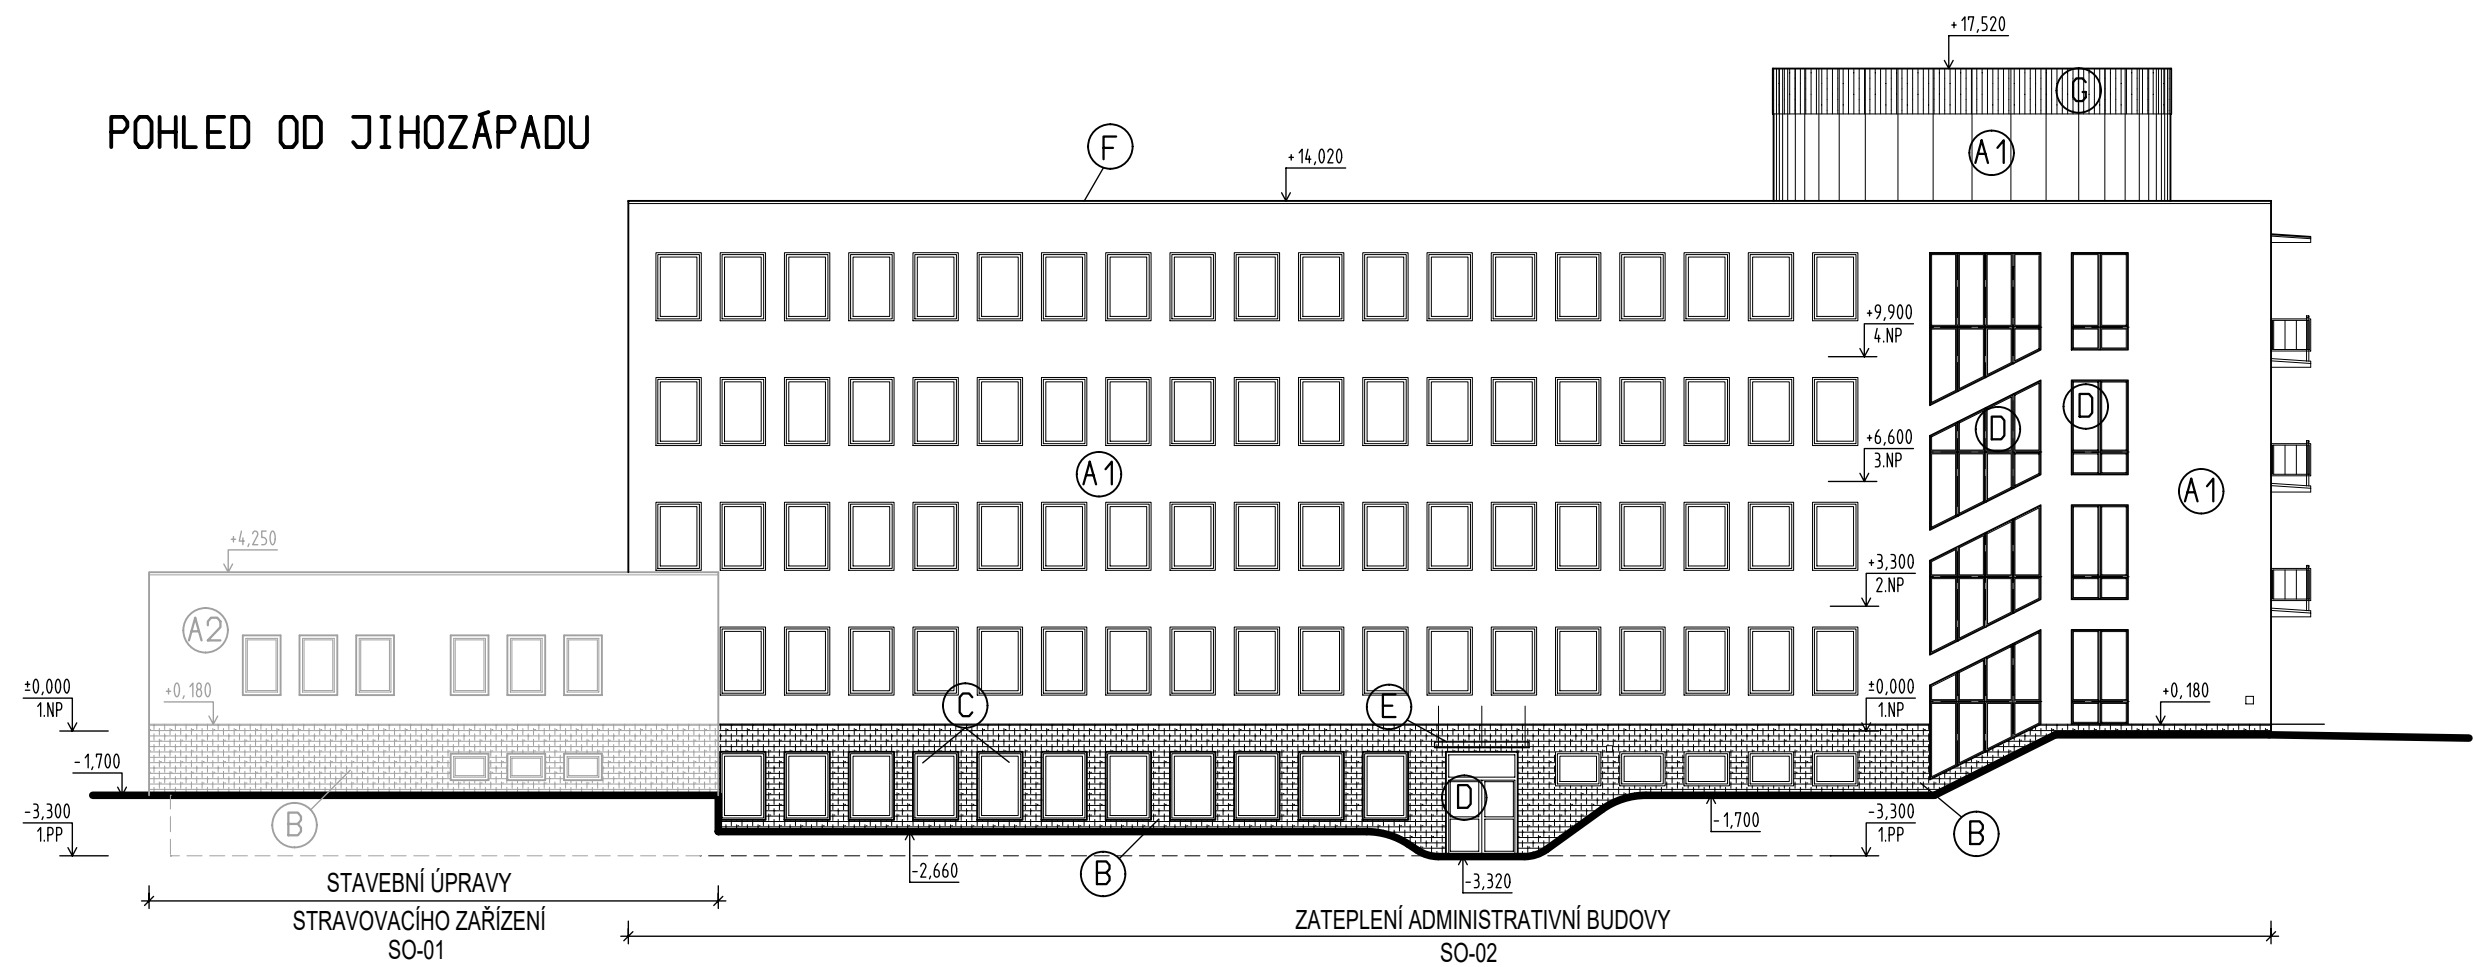 +17,520
G
POHLED OD JIHOZÁPADU
F
+14,020
A1
+9,900
4.NP
D
D
+6,600
3.NP
A1
A1
+4,250
+3,300
2.NP
A2
±0,000
1.NP
+0,180
C
E
±0,000
1.NP
+0,180
-1,700
D
-3,300
1.PP
B
-1,700
-3,300
1.PP
B
-2,660
B
-3,320
STAVEBNÍ ÚPRAVY
STRAVOVACÍHO ZAŘÍZENÍ
SO-01
ZATEPLENÍ ADMINISTRATIVNÍ BUDOVY
SO-02